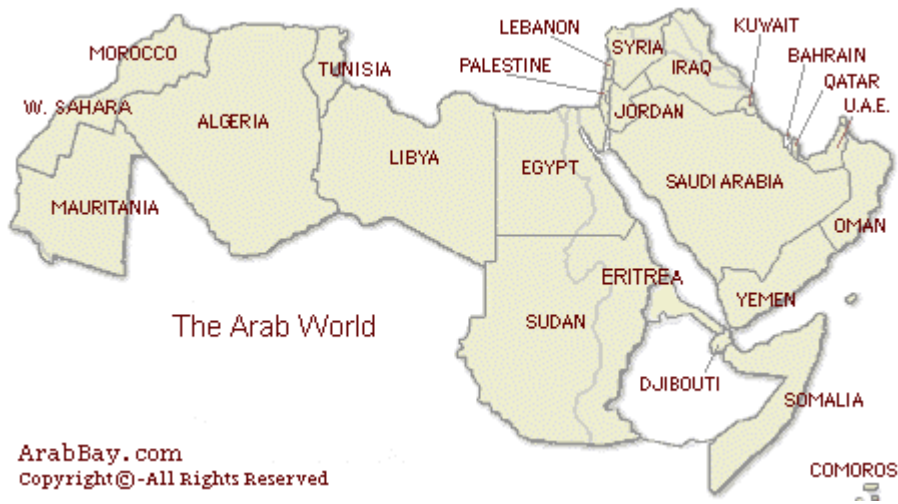 LEBANON
KUWAIT
MOROCCO
SYRIA
BAHRAIN
TUNISIA
PALESTINE
IRAQ
QATAR
W. SAHARA
U.A.E.
ALGERIA
JORDAN
LIBYA
EGYPT
SAUDI ARABIA
MAURITANIA
OMAN
ERITREA
YEMEN
The Arab World
SUDAN
DJIBOUTI
SOMALIA
ArabBay.com
COMOROS
Copyright©-All Rights Reserved